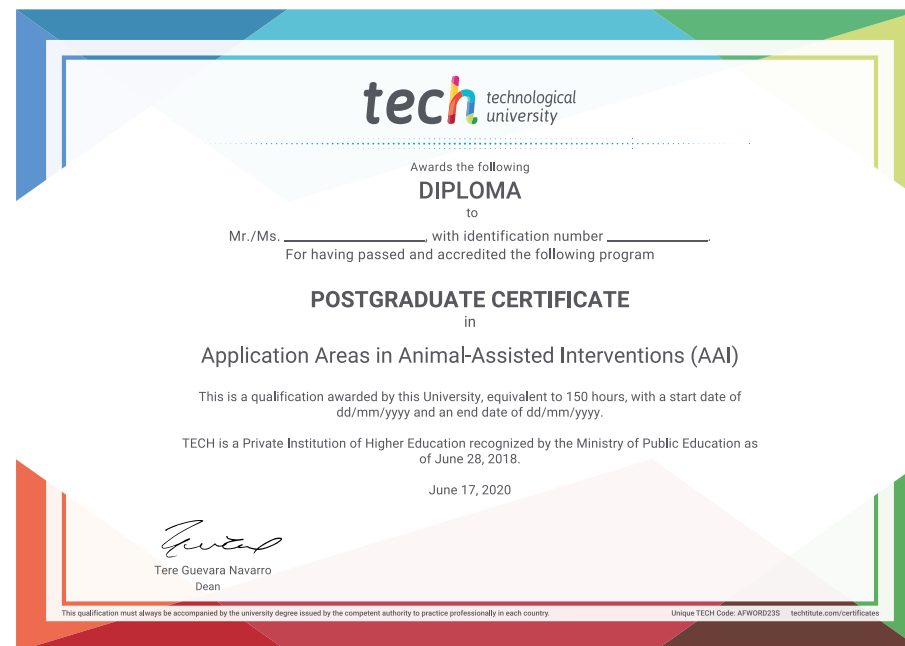 tech technological
university
Awards the following
DIPLOMA
to
Mr./Ms. ____________________, with identification number ______________.
For having passed and accredited the following program
POSTGRADUATE CERTIFICATE
in
Application Areas in Animal-Assisted Interventions (AAI)
This is a qualification awarded by this University, equivalent to 150 hours, with a start date of
dd/mm/yyyy and an end date of dd/mm/yyyy.
TECH is a Private Institution of Higher Education recognized by the Ministry of Public Education as
of June 28, 2018.
June 17, 2020
Tere Guevara Navarro
Dean
This qualification must always be accompanied by the university degree issued by the competent authority to practice professionally in each country. Unique TECH Code: AFWORD23S techtitute.com/certificates